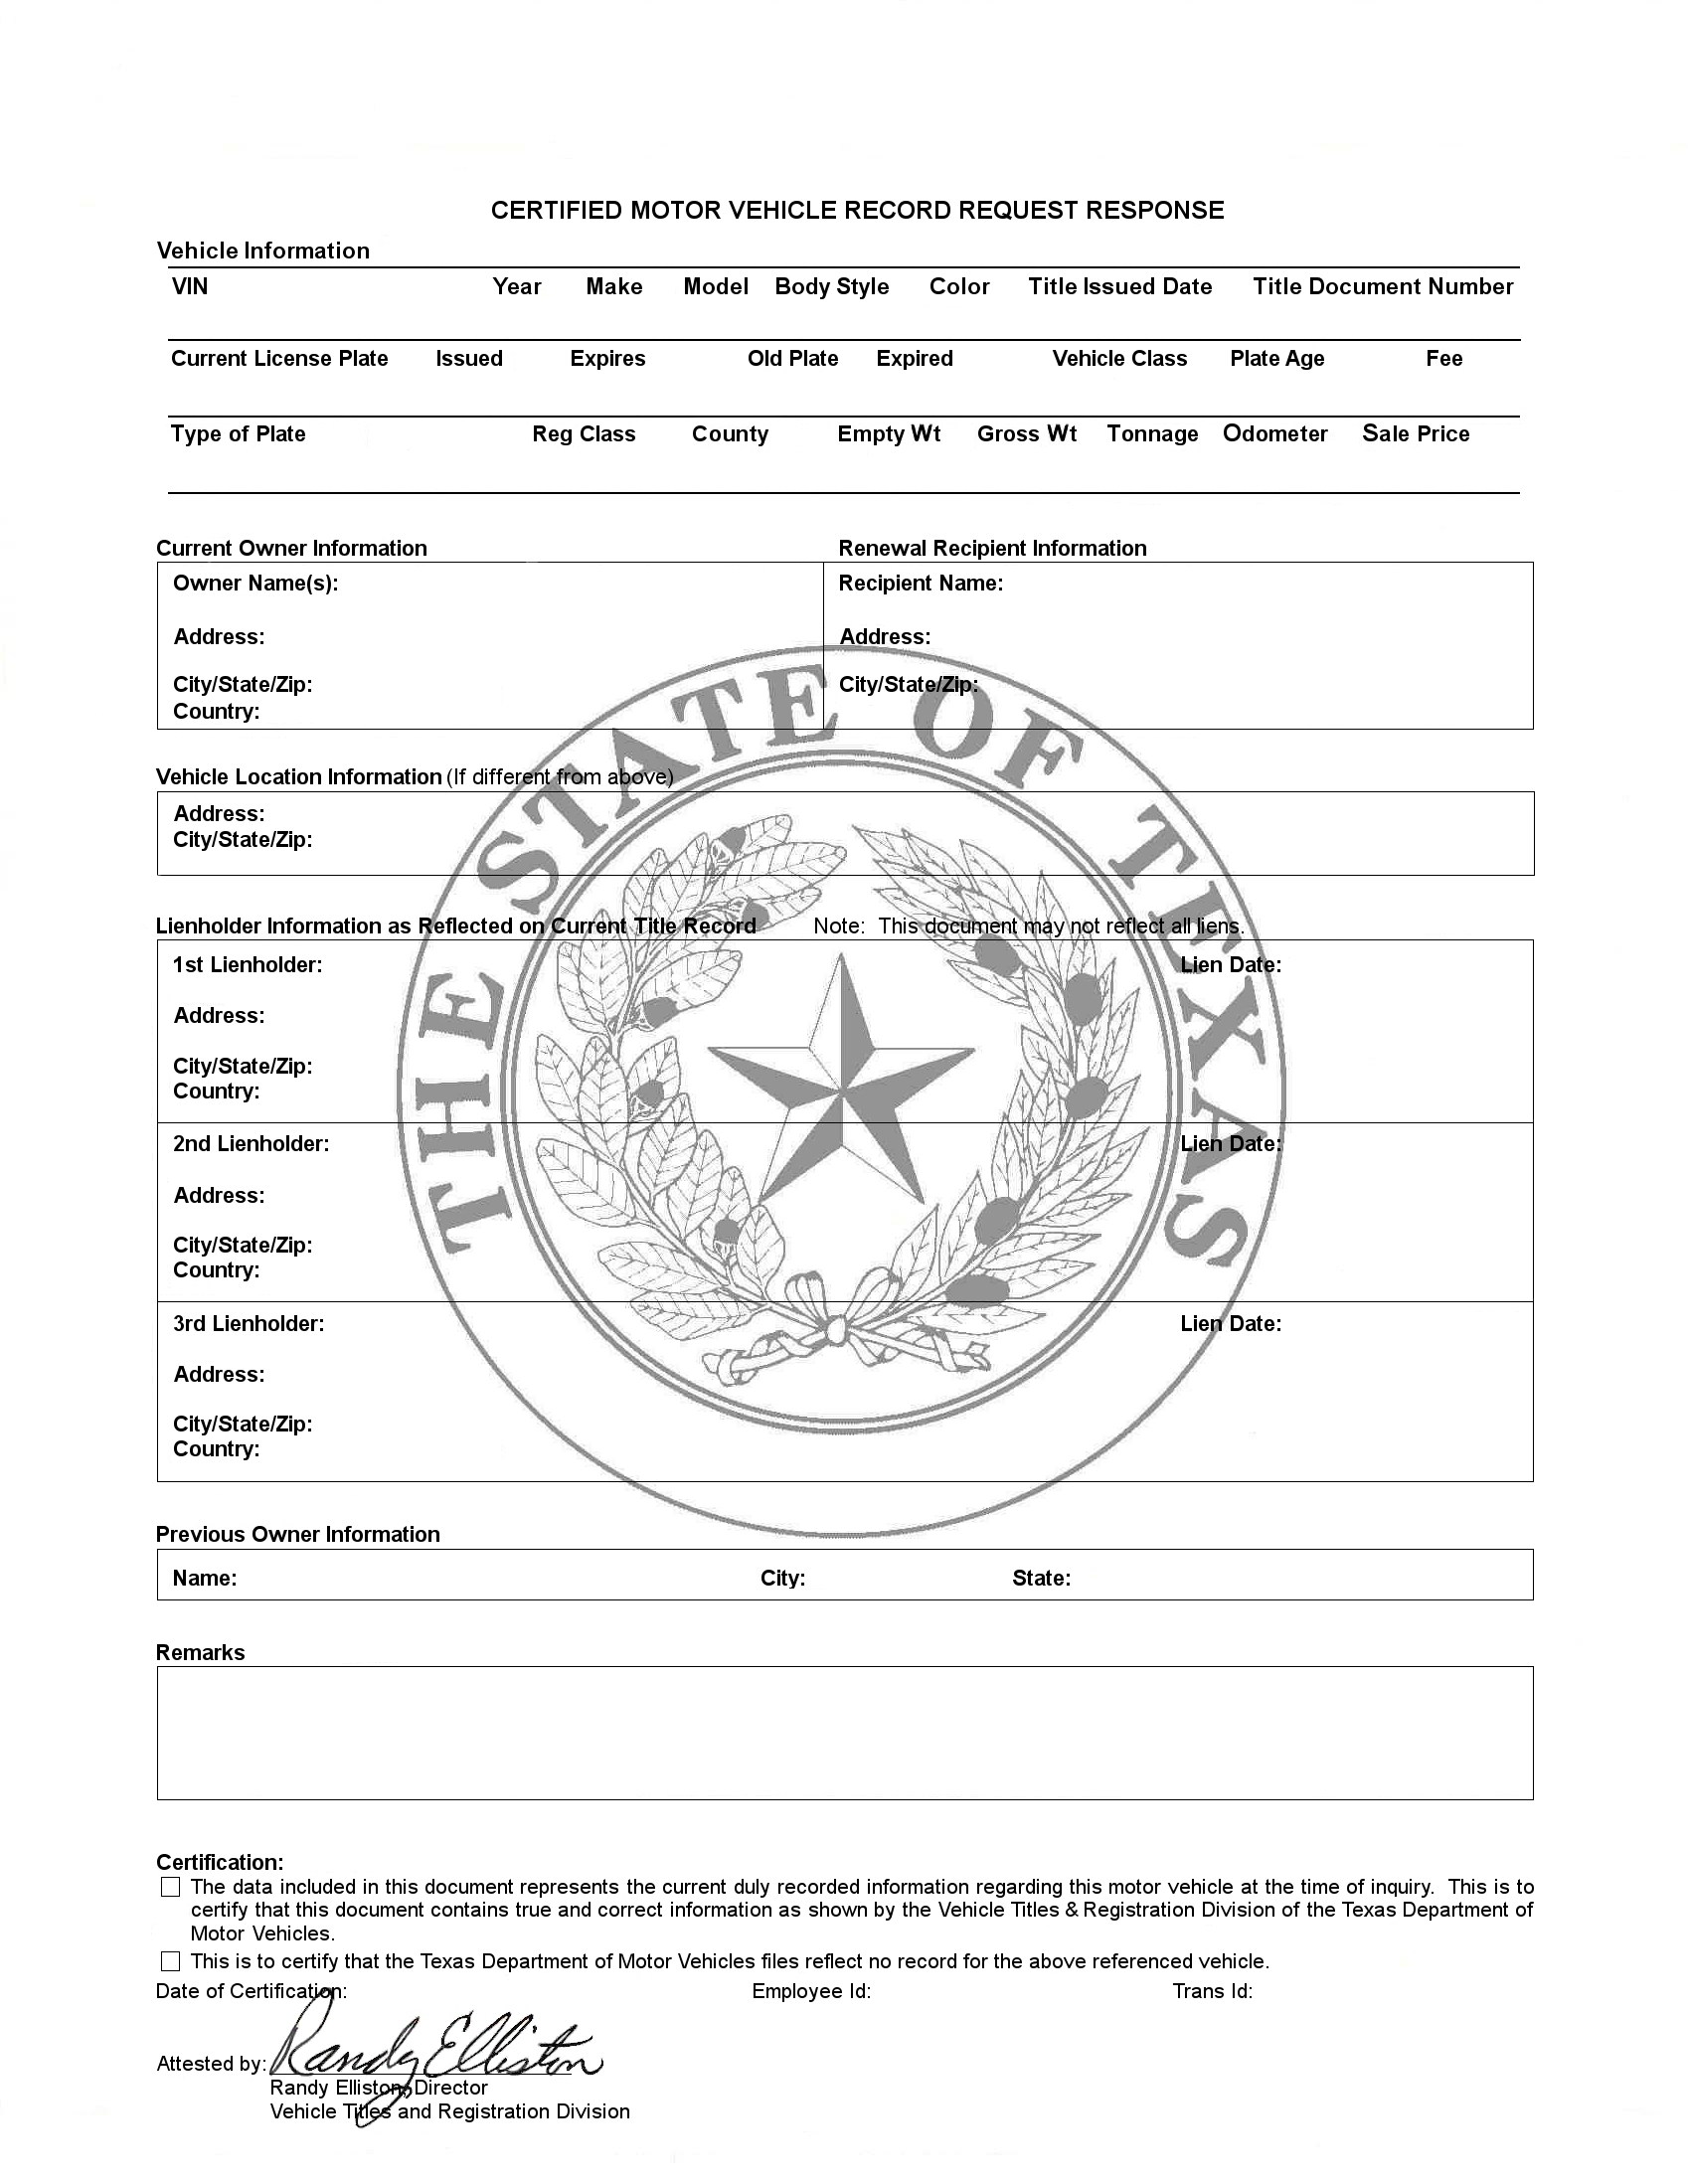 CERTIFIED MOTOR VEHICLE RECORD REQUEST RESPONSE
Vehicle Information
VIN Year Make Model Body Style Color Title Issued Date Title Document Number
Current License Plate Issued Expires Old Plate Expired Vehicle Class Plate Age Fee
Type of Plate Reg Class County Empty Wt Gross Wt Tonnage Odometer Sale Price
Current Owner Information Renewal Recipient Information
Owner Name(s): Recipient Name:
Address: Address:
City/State/Zip: City/State/Zip:
Country:
THE STATE OF TEXAS
Vehicle Location Information (If different from above)
Address:
City/State/Zip:
Lienholder Information as Reflected on Current Title Record Note: This document may not reflect all liens.
1st Lienholder: Lien Date:
Address:
City/State/Zip:
Country:
2nd Lienholder: Lien Date:
Address:
City/State/Zip:
Country:
3rd Lienholder: Lien Date:
Address:
City/State/Zip:
Country:
Previous Owner Information
Name: City: State:
Remarks
Certification:
The data included in this document represents the current duly recorded information regarding this motor vehicle at the time of inquiry. This is to
certify that this document contains true and correct information as shown by the Vehicle Titles & Registration Division of the Texas Department of
Motor Vehicles.
This is to certify that the Texas Department of Motor Vehicles files reflect no record for the above referenced vehicle.
Date of Certification: Employee Id: Trans Id:
Attested by: Randy Elliston
Randy Elliston, Director
Vehicle Titles and Registration Division